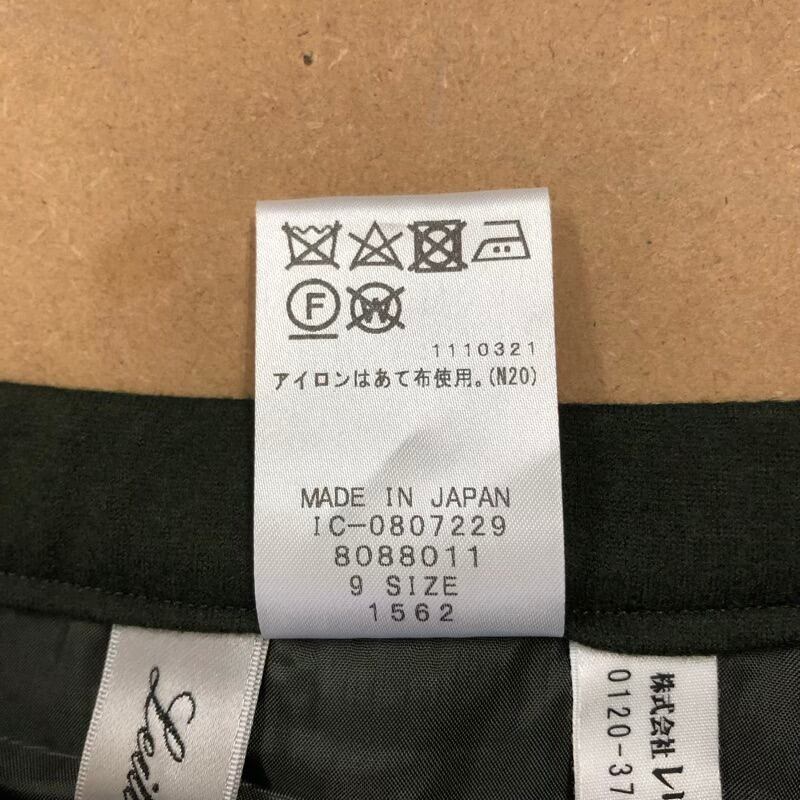 F
W
1110321
アイロンはあて布使用。(N20)
MADE IN JAPAN
IC-0807229
8088011
9 SIZE
1562
株式会社
0120-37